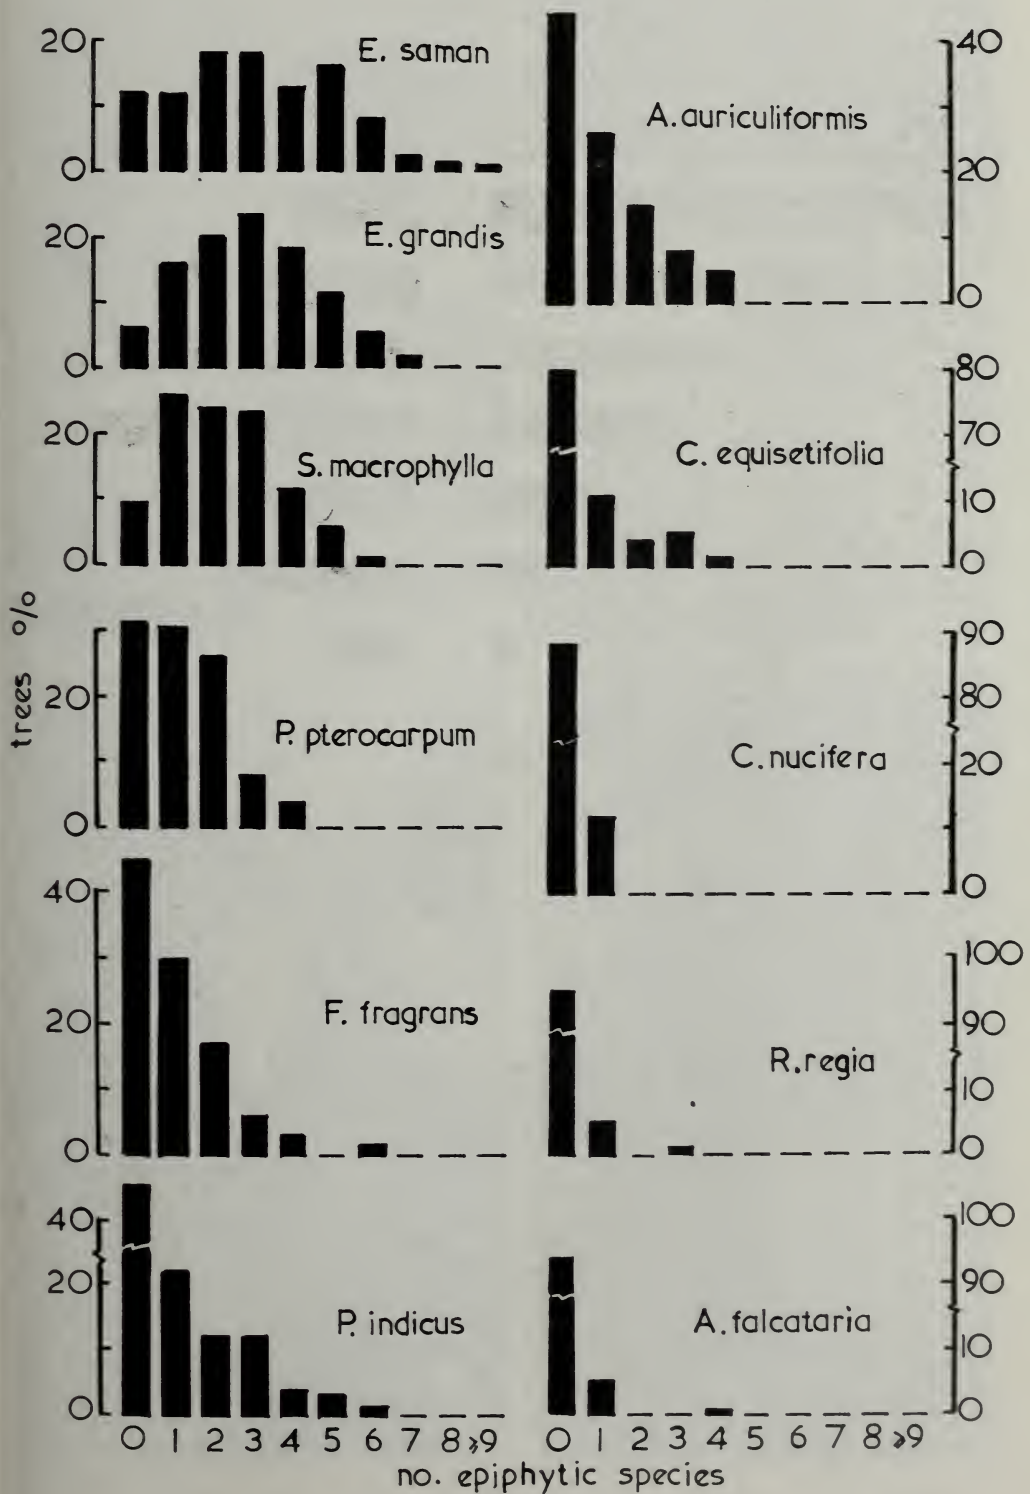 trees %
E. saman
20
0
E. grandis
20
0
S. macrophylla
20
0
P. pterocarpum
20
0
F. fragrans
40
20
0
P. indicus
40
20
0
0 1 2 3 4 5 6 7 8 ⩾9
A. auriculiformis
40
20
0
C. equisetifolia
80
70
10
0
C. nucifera
90
80
20
0
R. regia
100
90
10
0
A. falcataria
100
90
10
0
0 1 2 3 4 5 6 7 8 ⩾9
no. epiphytic species